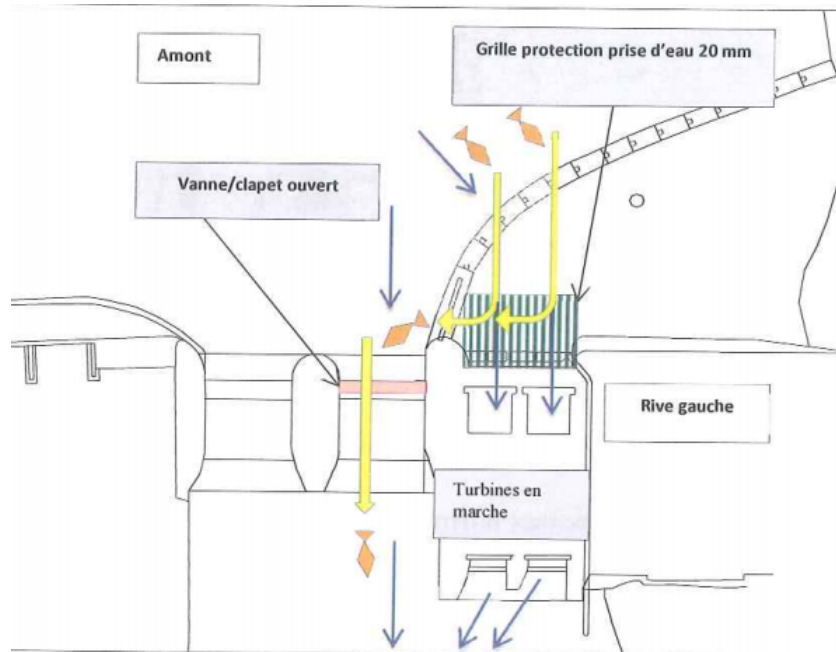 Amont
Grille protection prise d'eau 20 mm
Vanne/clapet ouvert
Rive gauche
Turbines en
marche